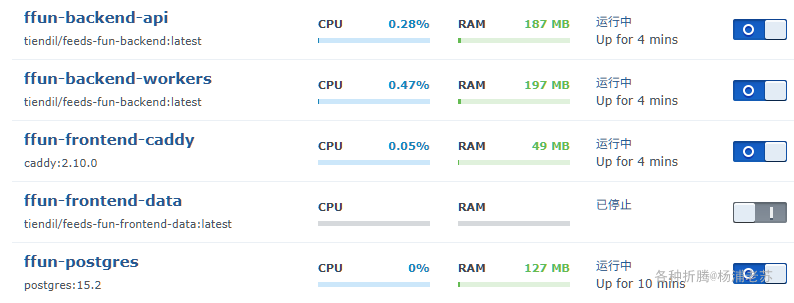 ffun-backend-api
CPU 0.28% RAM 187 MB 运行中
tiendil/feeds-fun-backend:latest Up for 4 mins
ffun-backend-workers
CPU 0.47% RAM 197 MB 运行中
tiendil/feeds-fun-backend:latest Up for 4 mins
ffun-frontend-caddy
CPU 0.05% RAM 49 MB 运行中
caddy:2.10.0 Up for 4 mins
ffun-frontend-data
CPU RAM 已停止
tiendil/feeds-fun-frontend-data:latest
ffun-postgres
CPU 0% RAM 127 MB 运行中
postgres:15.2 Up for 10 mins
各种折腾@杨浦老苏